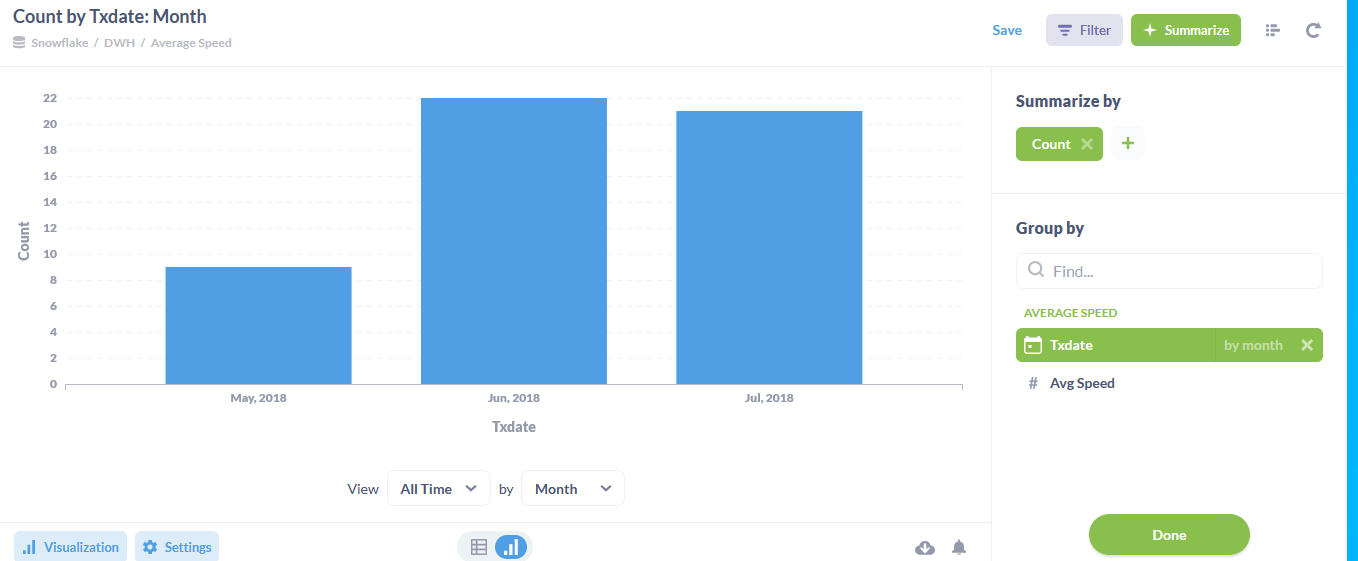 Count by Txdate: Month
Snowflake / DWH / Average Speed
Save
Filter
Summarize
22
20
18
16
14
12
10
8
6
4
2
0
Count
May, 2018
Jun, 2018
Jul, 2018
Txdate
View All Time by Month
Visualization
Settings
Summarize by
Count
Group by
Find...
AVERAGE SPEED
Txdate by month
# Avg Speed
Done